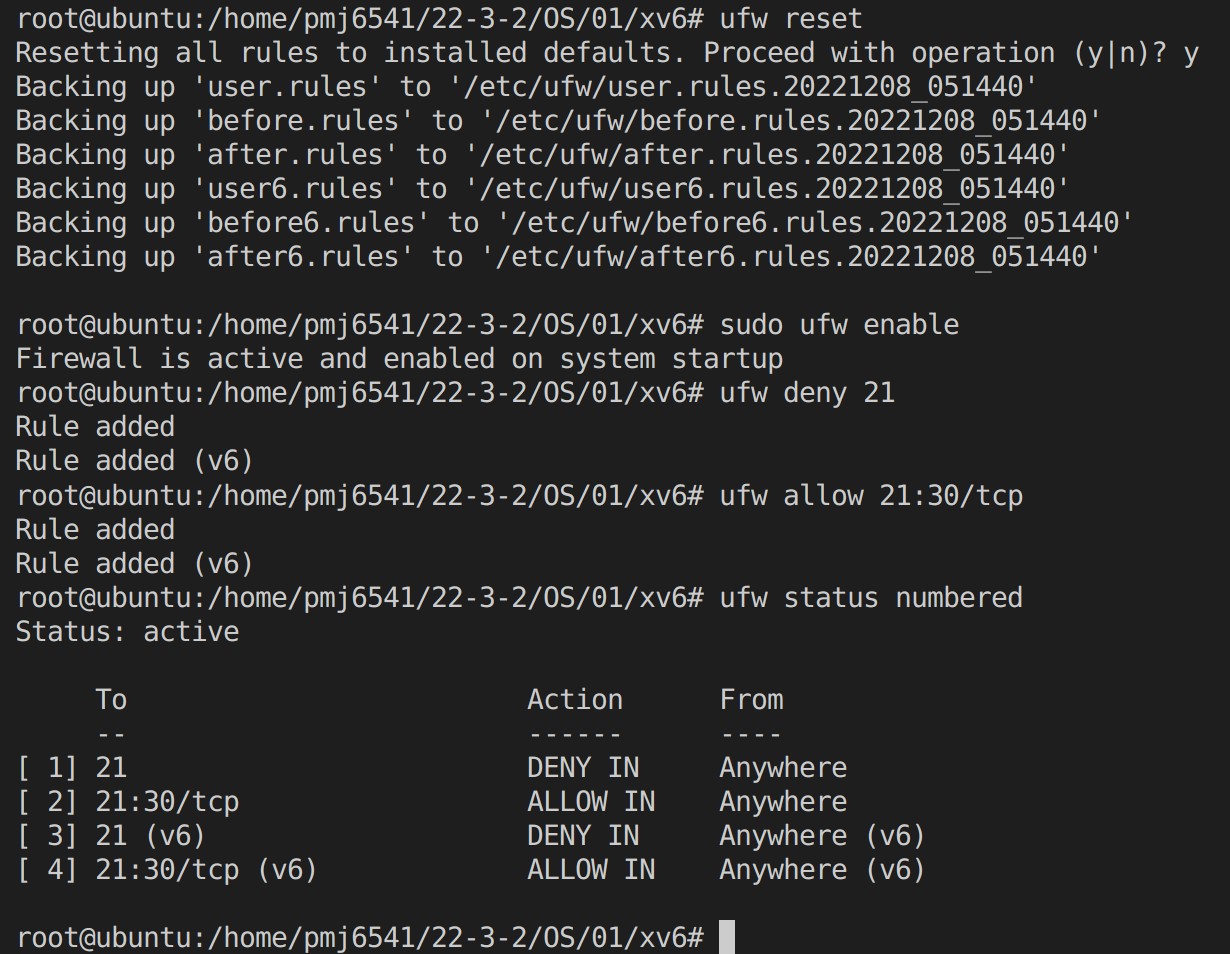 root@ubuntu:/home/pmj6541/22-3-2/OS/01/xv6# ufw reset
Resetting all rules to installed defaults. Proceed with operation (y|n)? y
Backing up 'user.rules' to '/etc/ufw/user.rules.20221208_051440'
Backing up 'before.rules' to '/etc/ufw/before.rules.20221208_051440'
Backing up 'after.rules' to '/etc/ufw/after.rules.20221208_051440'
Backing up 'user6.rules' to '/etc/ufw/user6.rules.20221208_051440'
Backing up 'before6.rules' to '/etc/ufw/before6.rules.20221208_051440'
Backing up 'after6.rules' to '/etc/ufw/after6.rules.20221208_051440'

root@ubuntu:/home/pmj6541/22-3-2/OS/01/xv6# sudo ufw enable
Firewall is active and enabled on system startup
root@ubuntu:/home/pmj6541/22-3-2/OS/01/xv6# ufw deny 21
Rule added
Rule added (v6)
root@ubuntu:/home/pmj6541/22-3-2/OS/01/xv6# ufw allow 21:30/tcp
Rule added
Rule added (v6)
root@ubuntu:/home/pmj6541/22-3-2/OS/01/xv6# ufw status numbered
Status: active

     To                         Action      From
     --                         ------      ----
[ 1] 21                         DENY IN     Anywhere
[ 2] 21:30/tcp                  ALLOW IN    Anywhere
[ 3] 21 (v6)                    DENY IN     Anywhere (v6)
[ 4] 21:30/tcp (v6)             ALLOW IN    Anywhere (v6)

root@ubuntu:/home/pmj6541/22-3-2/OS/01/xv6#